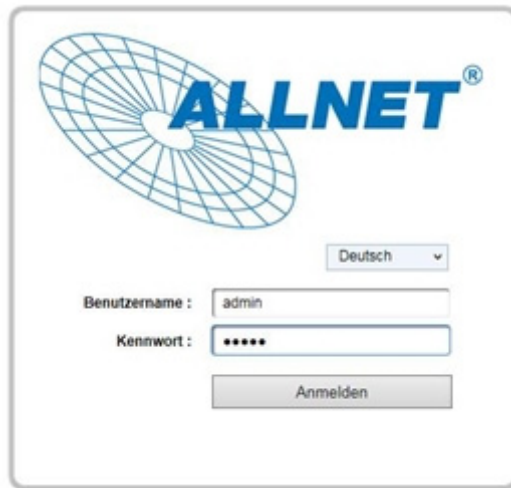 ALLNET®
Deutsch
Benutzername : admin
Kennwort : •••••
Anmelden